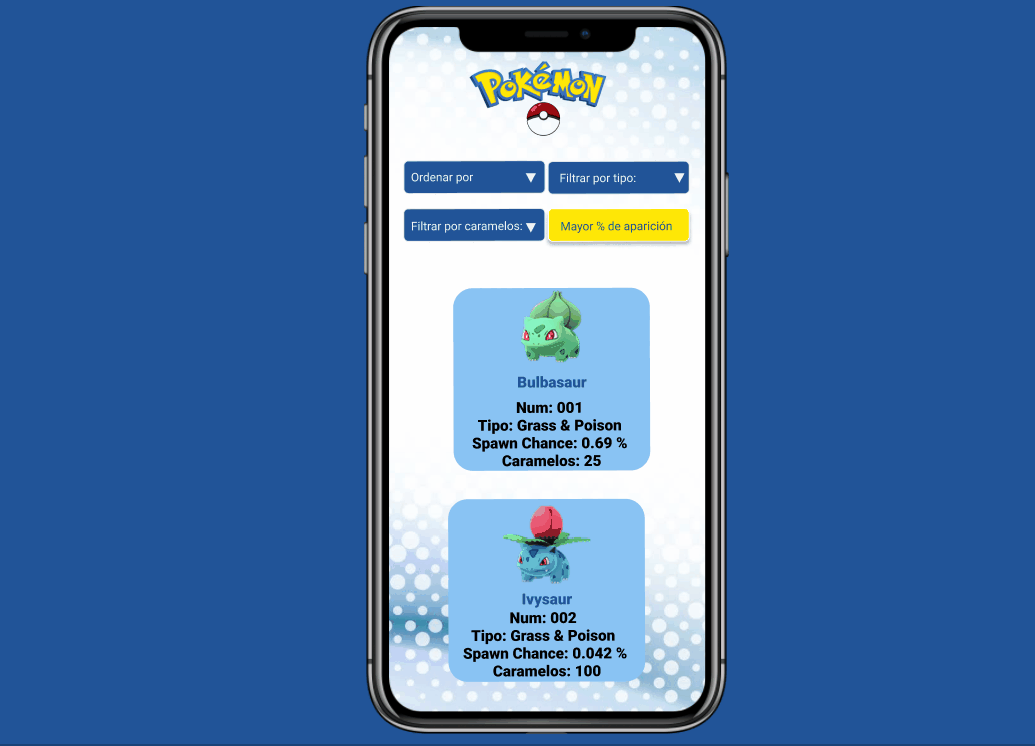 POKéMON
Ordenar por
Filtrar por tipo:
Filtrar por caramelos:
Mayor % de aparición
Bulbasaur
Num: 001
Tipo: Grass & Poison
Spawn Chance: 0.69 %
Caramelos: 25
Ivysaur
Num: 002
Tipo: Grass & Poison
Spawn Chance: 0.042 %
Caramelos: 100